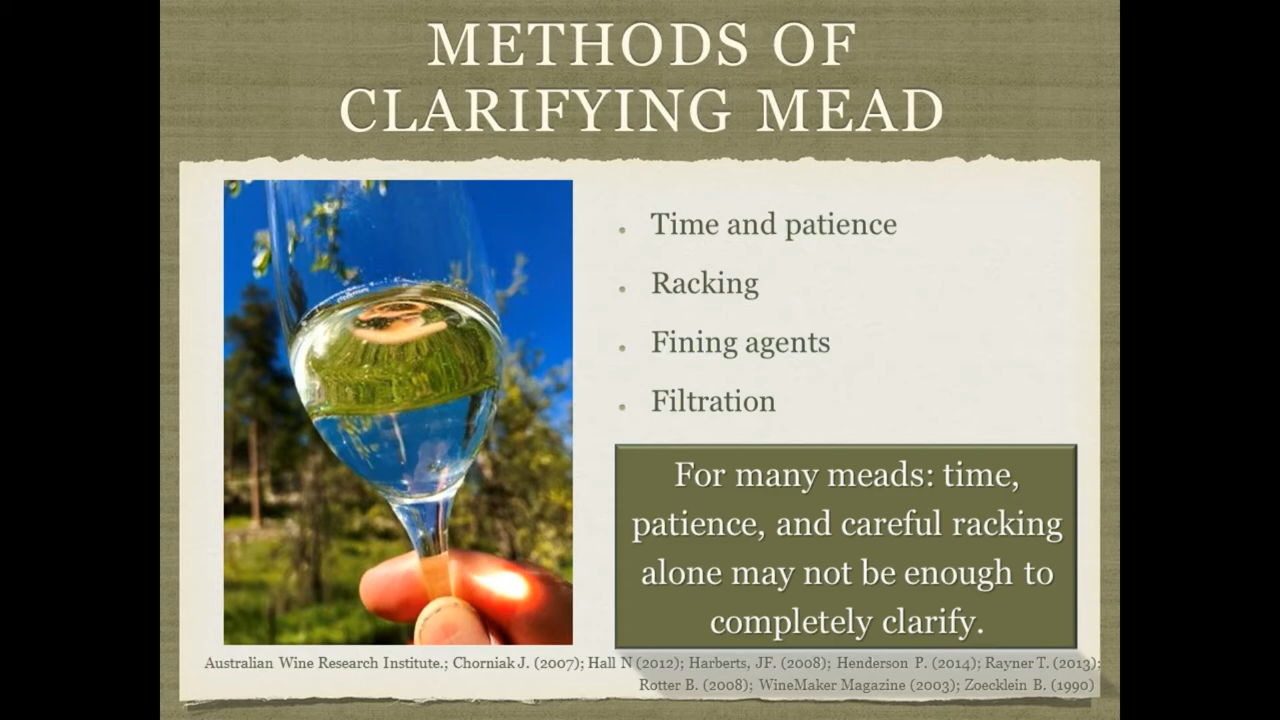 METHODS OF
CLARIFYING MEAD
Time and patience
Racking
Fining agents
Filtration
For many meads: time,
patience, and careful racking
alone may not be enough to
completely clarify.
Australian Wine Research Institute.; Chorniak J. (2007); Hall N (2012); Harberts, JF. (2008); Henderson P. (2014); Rayner T. (2013);
Rotter B. (2008); WineMaker Magazine (2003); Zoecklein B. (1990)